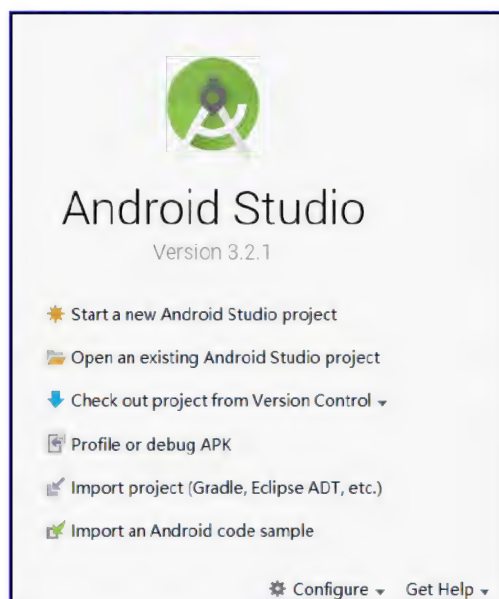 Android Studio
Version 3.2.1
Start a new Android Studio project
Open an existing Android Studio project
Check out project from Version Control
Profile or debug APK
Import project (Gradle, Eclipse ADT, etc.)
Import an Android code sample
Configure Get Help